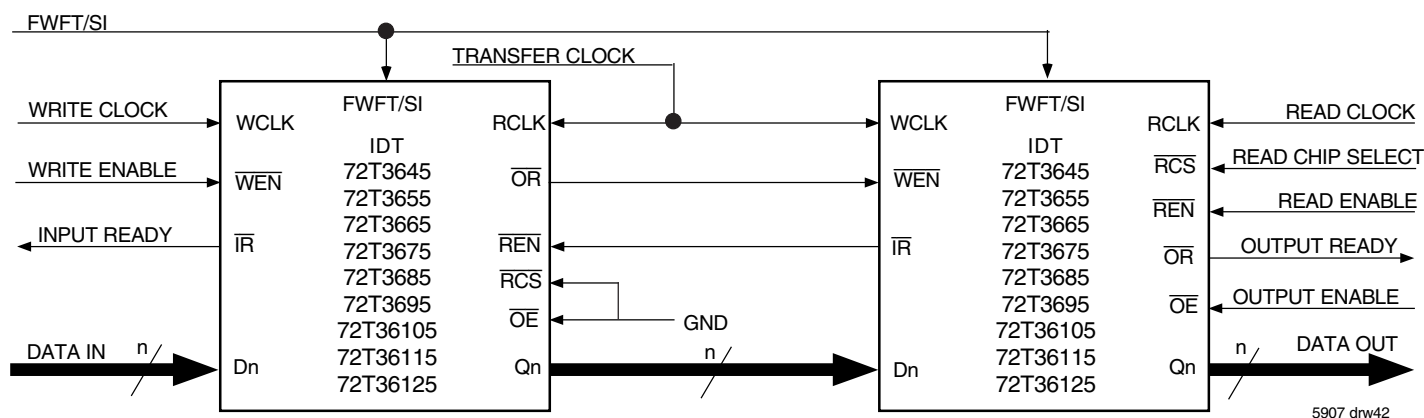 FWFT/SI
TRANSFER CLOCK
WRITE CLOCK
WRITE ENABLE
INPUT READY
DATA IN
n
FWFT/SI
WCLK
WEN
IR
Dn
IDT
72T3645
72T3655
72T3665
72T3675
72T3685
72T3695
72T36105
72T36115
72T36125
RCLK
OR
REN
RCS
OE
Qn
GND
n
FWFT/SI
WCLK
WEN
IR
Dn
IDT
72T3645
72T3655
72T3665
72T3675
72T3685
72T3695
72T36105
72T36115
72T36125
RCLK
RCS
REN
OR
OE
Qn
READ CLOCK
READ CHIP SELECT
READ ENABLE
OUTPUT READY
OUTPUT ENABLE
n
DATA OUT
5907 drw42